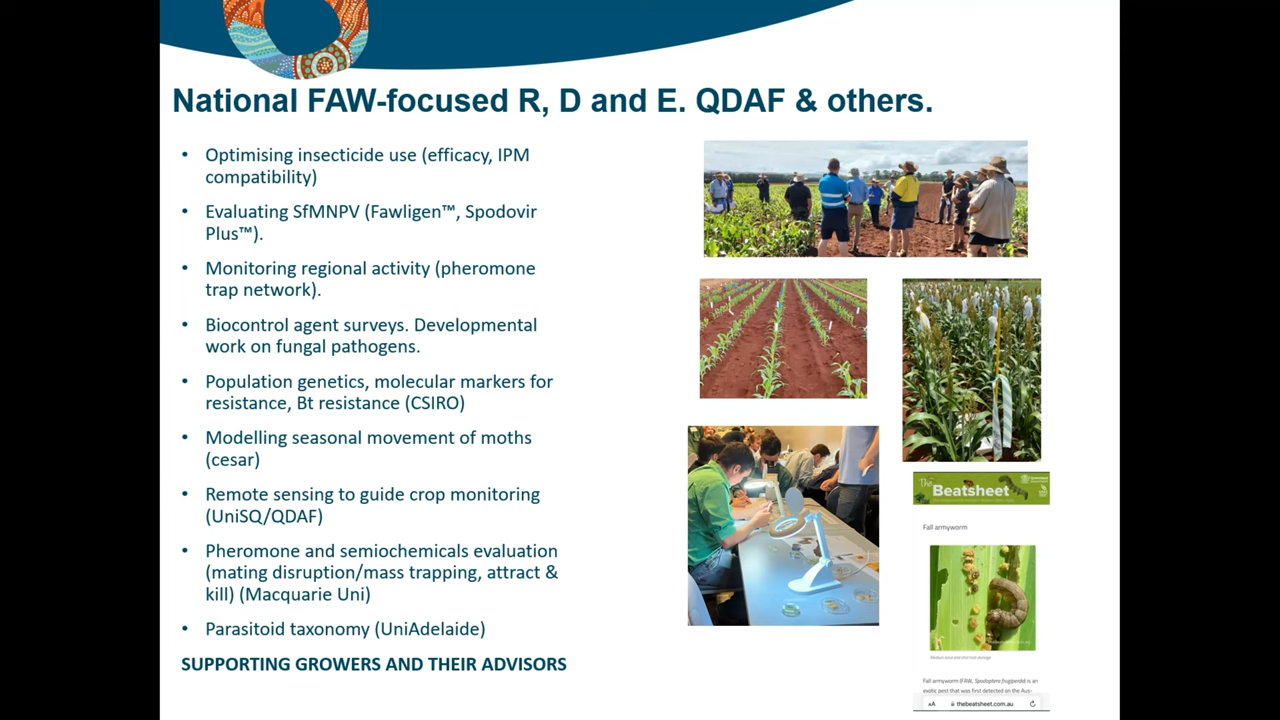 National FAW-focused R, D and E. QDAF & others.
• Optimising insecticide use (efficacy, IPM
compatibility)
• Evaluating SfMNPV (Fawligen™, Spodovir
Plus™).
• Monitoring regional activity (pheromone
trap network).
• Biocontrol agent surveys. Developmental
work on fungal pathogens.
• Population genetics, molecular markers for
resistance, Bt resistance (CSIRO)
• Modelling seasonal movement of moths
(cesar)
• Remote sensing to guide crop monitoring
(UniSQ/QDAF)
• Pheromone and semiochemicals evaluation
(mating disruption/mass trapping, attract &
kill) (Macquarie Uni)
• Parasitoid taxonomy (UniAdelaide)
SUPPORTING GROWERS AND THEIR ADVISORS
The
Beatsheet
Fall armyworm
Fall armyworm (FAW, Spodoptera frugiperda) is an
exotic pest that was first detected on the Aus-
AA thebeatsheet.com.au